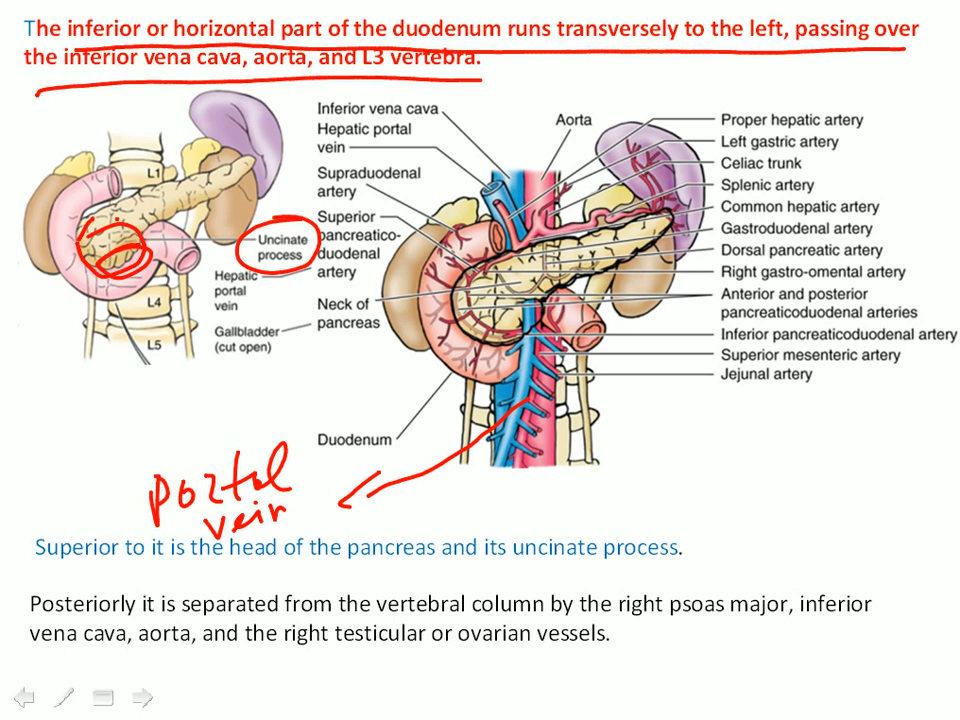 The inferior or horizontal part of the duodenum runs transversely to the left, passing over
the inferior vena cava, aorta, and L3 vertebra.
L1
Uncinate
process
L4
L5
Inferior vena cava
Hepatic portal
vein
Supraduodenal
artery
Superior
pancreatico-
duodenal
artery
Hepatic
portal
vein
Neck of
pancreas
Gallbladder
(cut open)
Duodenum
Aorta
Proper hepatic artery
Left gastric artery
Celiac trunk
Splenic artery
Common hepatic artery
Gastroduodenal artery
Dorsal pancreatic artery
Right gastro-omental artery
Anterior and posterior
pancreaticoduodenal arteries
Inferior pancreaticoduodenal artery
Superior mesenteric artery
Jejunal artery
portal
vein
Superior to it is the head of the pancreas and its uncinate process.
Posteriorly it is separated from the vertebral column by the right psoas major, inferior
vena cava, aorta, and the right testicular or ovarian vessels.